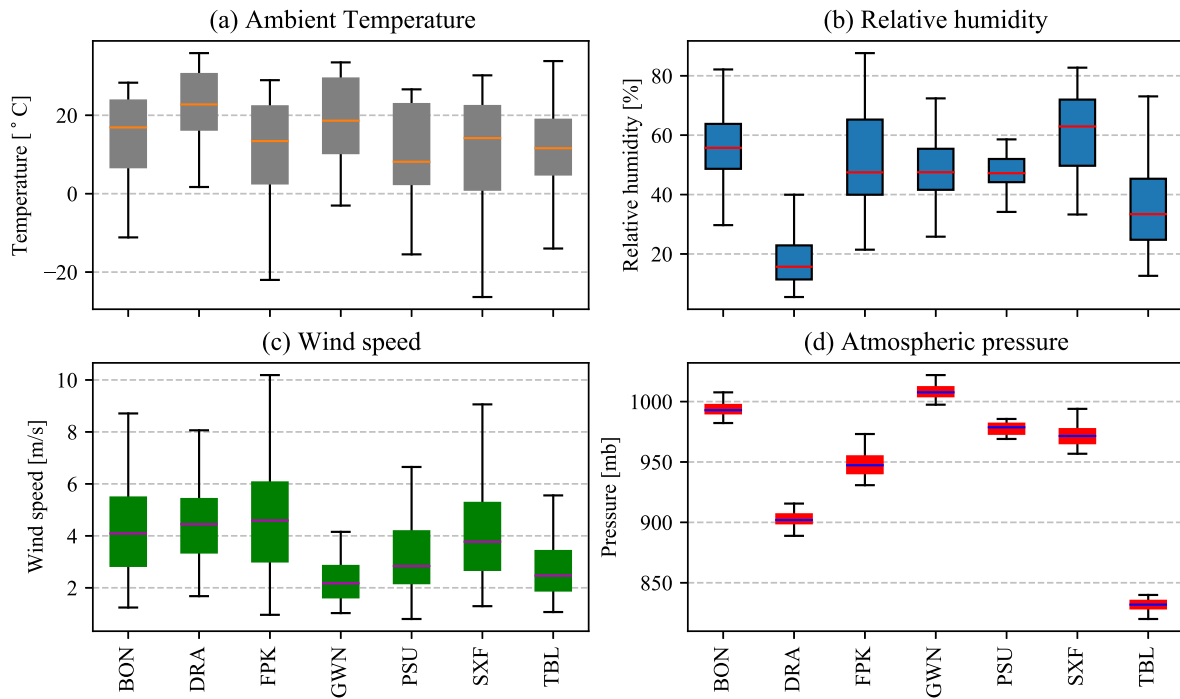 (a) Ambient Temperature
Temperature [°C]
20
0
−20
(b) Relative humidity
Relative humidity [%]
80
60
40
20
(c) Wind speed
Wind speed [m/s]
10
8
6
4
2
BON
DRA
FPK
GWN
PSU
SXF
TBL
(d) Atmospheric pressure
Pressure [mb]
1000
950
900
850
BON
DRA
FPK
GWN
PSU
SXF
TBL